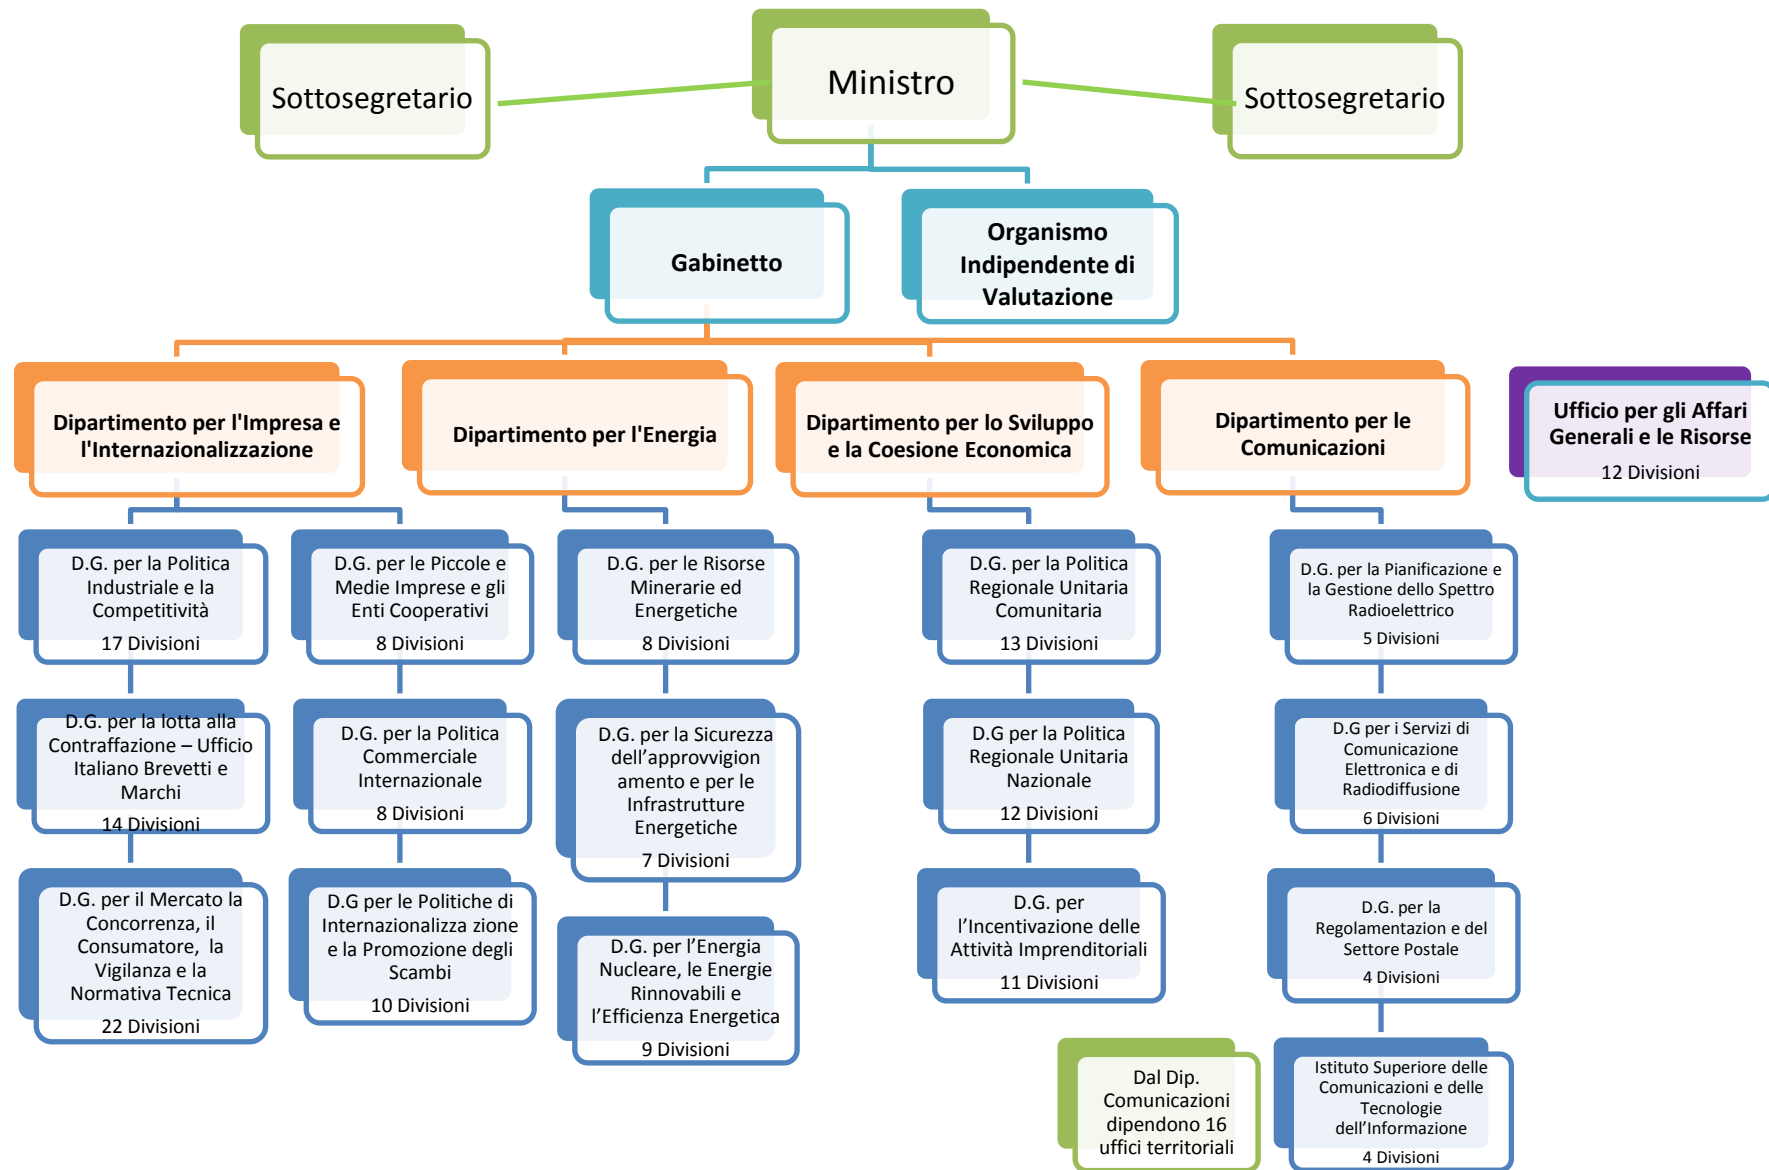 Sottosegretario
Ministro
Sottosegretario
Gabinetto
Organismo
Indipendente di
Valutazione
Dipartimento per l'Impresa e
l'Internazionalizzazione
Dipartimento per l'Energia
Dipartimento per lo Sviluppo
e la Coesione Economica
Dipartimento per le
Comunicazioni
Ufficio per gli Affari
Generali e le Risorse
12 Divisioni
D.G. per la Politica
Industriale e la
Competitività
17 Divisioni
D.G. per le Piccole e
Medie Imprese e gli
Enti Cooperativi
8 Divisioni
D.G. per le Risorse
Minerarie ed
Energetiche
8 Divisioni
D.G. per la Politica
Regionale Unitaria
Comunitaria
13 Divisioni
D.G. per la Pianificazione e
la Gestione dello Spettro
Radioelettrico
5 Divisioni
D.G. per la lotta alla
Contraffazione – Ufficio
Italiano Brevetti e
Marchi
14 Divisioni
D.G. per la Politica
Commerciale
Internazionale
8 Divisioni
D.G. per la Sicurezza
dell’approvvigion
amento e per le
Infrastrutture
Energetiche
7 Divisioni
D.G per la Politica
Regionale Unitaria
Nazionale
12 Divisioni
D.G per i Servizi di
Comunicazione
Elettronica e di
Radiodiffusione
6 Divisioni
D.G. per il Mercato la
Concorrenza, il
Consumatore, la
Vigilanza e la
Normativa Tecnica
22 Divisioni
D.G per le Politiche di
Internazionalizza zione
e la Promozione degli
Scambi
10 Divisioni
D.G. per l’Energia
Nucleare, le Energie
Rinnovabili e
l’Efficienza Energetica
9 Divisioni
D.G. per
l’Incentivazione delle
Attività Imprenditoriali
11 Divisioni
D.G. per la
Regolamentazion e del
Settore Postale
4 Divisioni
Dal Dip.
Comunicazioni
dipendono 16
uffici territoriali
Istituto Superiore delle
Comunicazioni e delle
Tecnologie
dell’Informazione
4 Divisioni